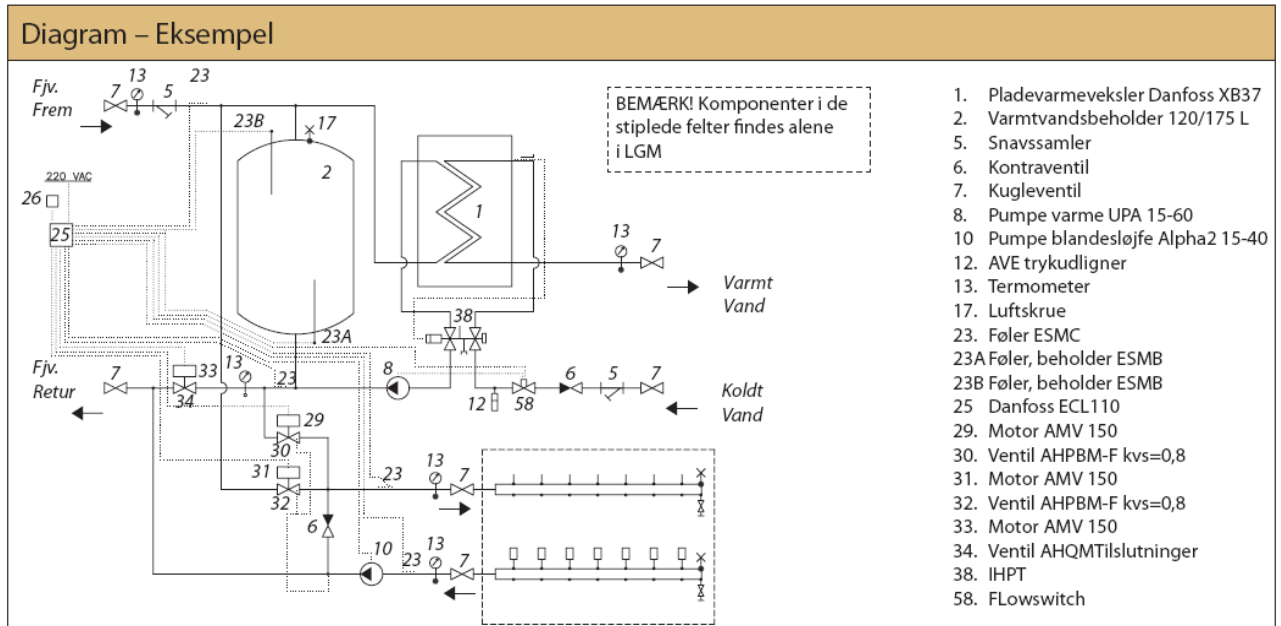 Diagram – Eksempel
Fjv.
Frem
7
13
5
23
23B
17
2
BEMÆRK! Komponenter i de
stiplede felter findes alene
i LGM
220 VAC
26
25
1
13
7
Varmt
Vand
23A
38
Fjv.
Retur
7
33
34
13
23
8
12
58
6
5
7
Koldt
Vand
29
30
31
32
23
13
7
6
10
23
13
7
1. Pladevarmeveksler Danfoss XB37
2. Varmtvandsbeholder 120/175 L
5. Snavssamler
6. Kontraventil
7. Kugleventil
8. Pumpe varme UPA 15-60
10 Pumpe blandesløjfe Alpha2 15-40
12. AVE trykudligner
13. Termometer
17. Luftskrue
23. Føler ESMC
23A Føler, beholder ESMB
23B Føler, beholder ESMB
25 Danfoss ECL110
29. Motor AMV 150
30. Ventil AHPBM-F kvs=0,8
31. Motor AMV 150
32. Ventil AHPBM-F kvs=0,8
33. Motor AMV 150
34. Ventil AHQMTilslutninger
38. IHPT
58. FLowswitch